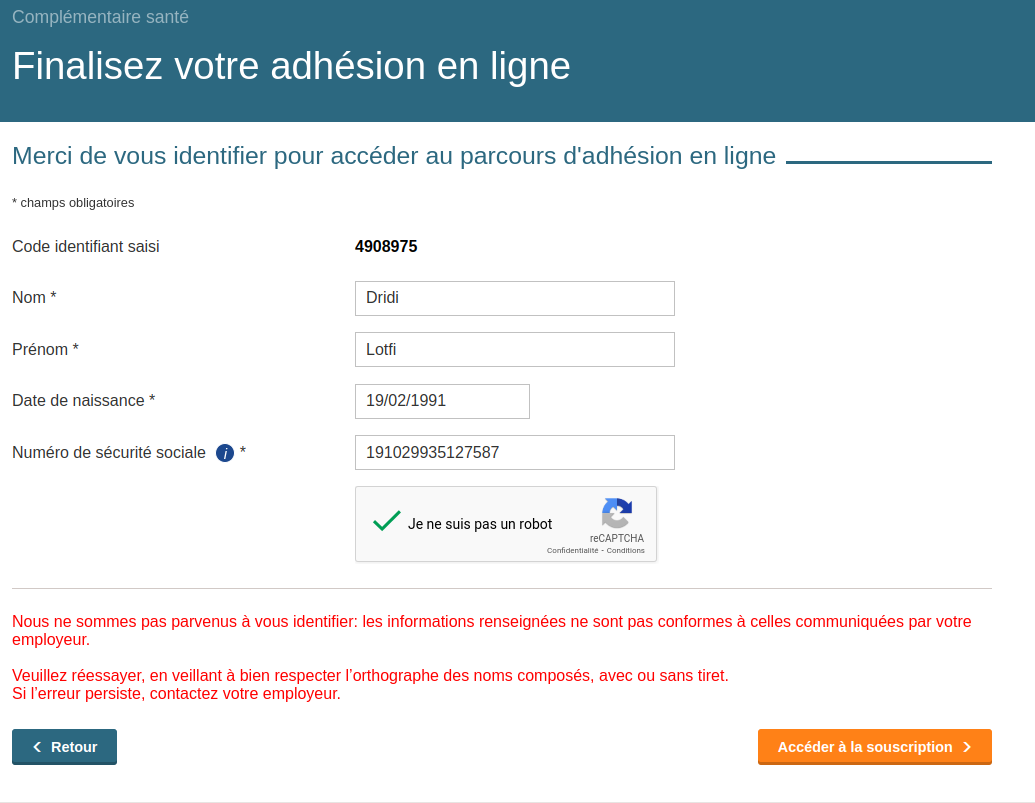 Complémentaire santé
Finalisez votre adhésion en ligne
Merci de vous identifier pour accéder au parcours d'adhésion en ligne
* champs obligatoires
Code identifiant saisi 4908975
Nom * Dridi
Prénom * Lotfi
Date de naissance * 19/02/1991
Numéro de sécurité sociale i * 191029935127587
Je ne suis pas un robot
reCAPTCHA
Confidentialité - Conditions
Nous ne sommes pas parvenus à vous identifier: les informations renseignées ne sont pas conformes à celles communiquées par votre
employeur.
Veuillez réessayer, en veillant à bien respecter l’orthographe des noms composés, avec ou sans tiret.
Si l’erreur persiste, contactez votre employeur.
Retour Accéder à la souscription